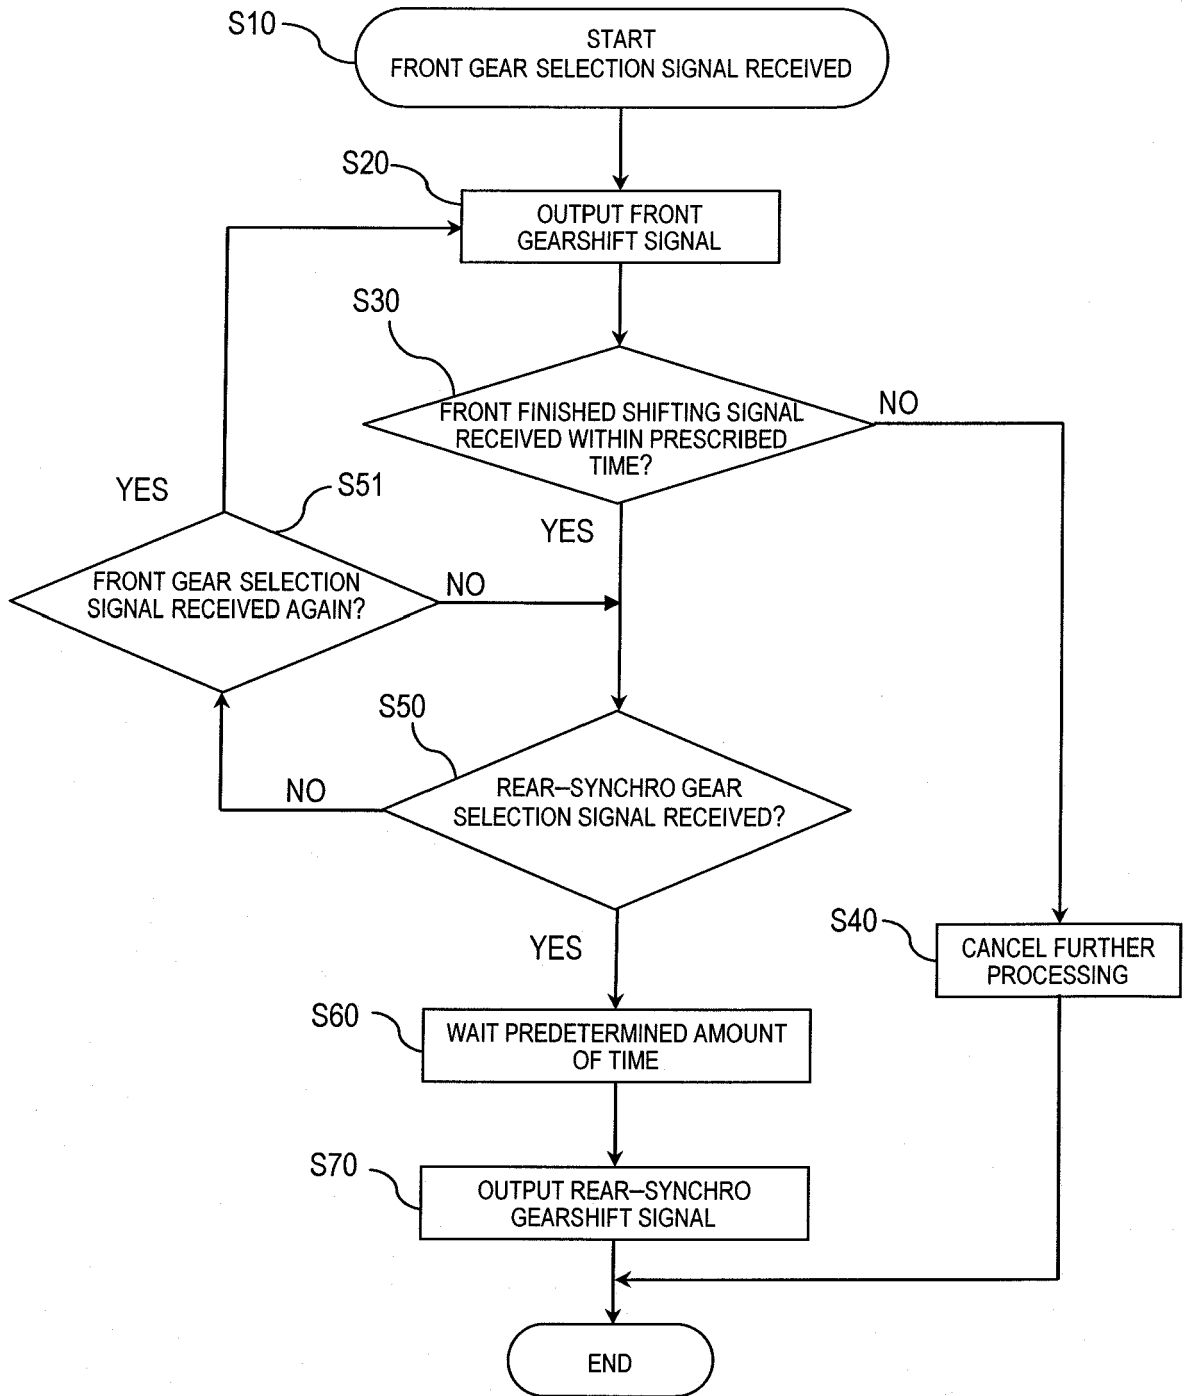 S10
START
FRONT GEAR SELECTION SIGNAL RECEIVED
S20
OUTPUT FRONT
GEARSHIFT SIGNAL
S30
FRONT FINISHED SHIFTING SIGNAL
RECEIVED WITHIN PRESCRIBED
TIME?
NO
YES
S51
YES
FRONT GEAR SELECTION
SIGNAL RECEIVED AGAIN?
NO
S50
REAR–SYNCHRO GEAR
SELECTION SIGNAL RECEIVED?
NO
YES
S40
CANCEL FURTHER
PROCESSING
S60
WAIT PREDETERMINED AMOUNT
OF TIME
S70
OUTPUT REAR–SYNCHRO
GEARSHIFT SIGNAL
END